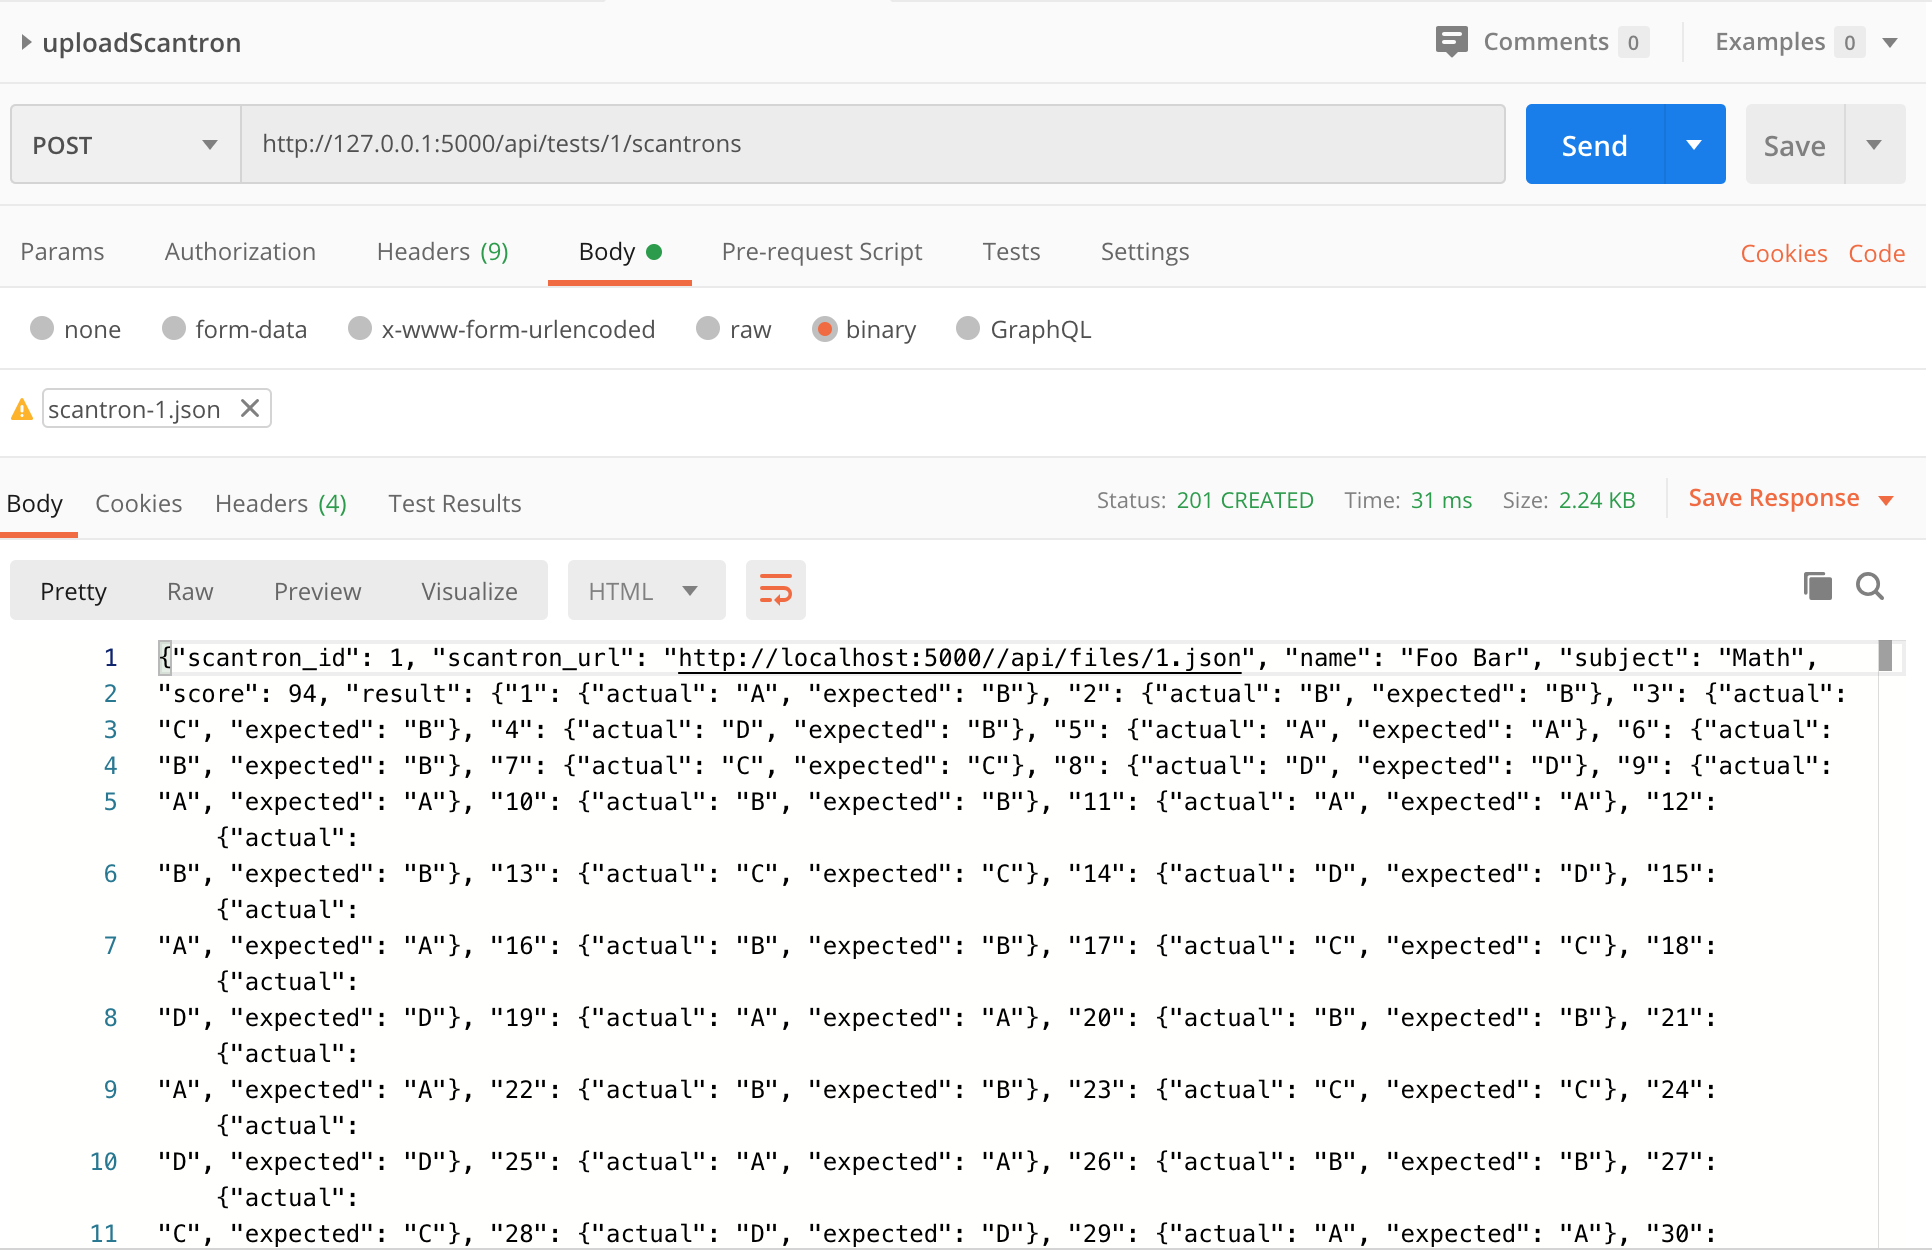 uploadScantron
Comments 0
Examples 0
POST
http://127.0.0.1:5000/api/tests/1/scantrons
Send
Save
Params
Authorization
Headers (9)
Body
Pre-request Script
Tests
Settings
Cookies
Code
none
form-data
x-www-form-urlencoded
raw
binary
GraphQL
scantron-1.json
Body
Cookies
Headers (4)
Test Results
Status: 201 CREATED
Time: 31 ms
Size: 2.24 KB
Save Response
Pretty
Raw
Preview
Visualize
HTML
1 {"scantron_id": 1, "scantron_url": "http://localhost:5000//api/files/1.json", "name": "Foo Bar", "subject": "Math",
2 "score": 94, "result": {"1": {"actual": "A", "expected": "B"}, "2": {"actual": "B", "expected": "B"}, "3": {"actual":
3 "C", "expected": "B"}, "4": {"actual": "D", "expected": "B"}, "5": {"actual": "A", "expected": "A"}, "6": {"actual":
4 "B", "expected": "B"}, "7": {"actual": "C", "expected": "C"}, "8": {"actual": "D", "expected": "D"}, "9": {"actual":
5 "A", "expected": "A"}, "10": {"actual": "B", "expected": "B"}, "11": {"actual": "A", "expected": "A"}, "12":
{"actual":
6 "B", "expected": "B"}, "13": {"actual": "C", "expected": "C"}, "14": {"actual": "D", "expected": "D"}, "15":
{"actual":
7 "A", "expected": "A"}, "16": {"actual": "B", "expected": "B"}, "17": {"actual": "C", "expected": "C"}, "18":
{"actual":
8 "D", "expected": "D"}, "19": {"actual": "A", "expected": "A"}, "20": {"actual": "B", "expected": "B"}, "21":
{"actual":
9 "A", "expected": "A"}, "22": {"actual": "B", "expected": "B"}, "23": {"actual": "C", "expected": "C"}, "24":
{"actual":
10 "D", "expected": "D"}, "25": {"actual": "A", "expected": "A"}, "26": {"actual": "B", "expected": "B"}, "27":
{"actual":
11 "C", "expected": "C"}, "28": {"actual": "D", "expected": "D"}, "29": {"actual": "A", "expected": "A"}, "30":